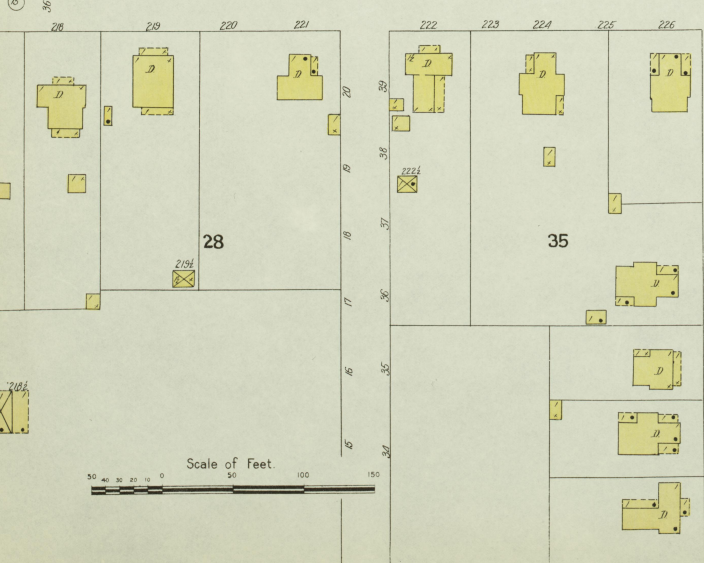 36
218 219 220 221 222 223 224 225 226
D D D D D D
20 39
19 38
222½
18 37
28 35
219½
D
17 36
16 35
D
218½
15 34
D
Scale of Feet.
50 40 30 20 10 0 50 100 150
D